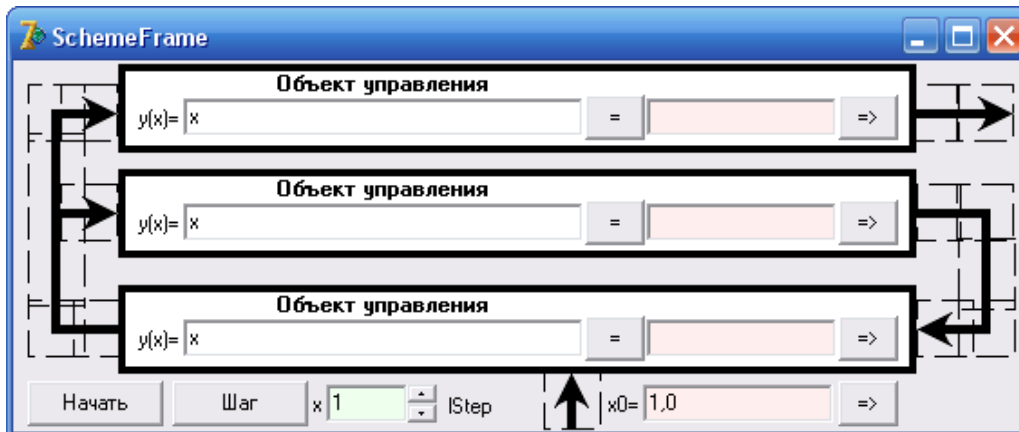 SchemeFrame
Объект управления
y(x)= x = =>
Объект управления
y(x)= x = =>
Объект управления
y(x)= x = =>
Начать Шаг x 1 lStep x0= 1,0 =>